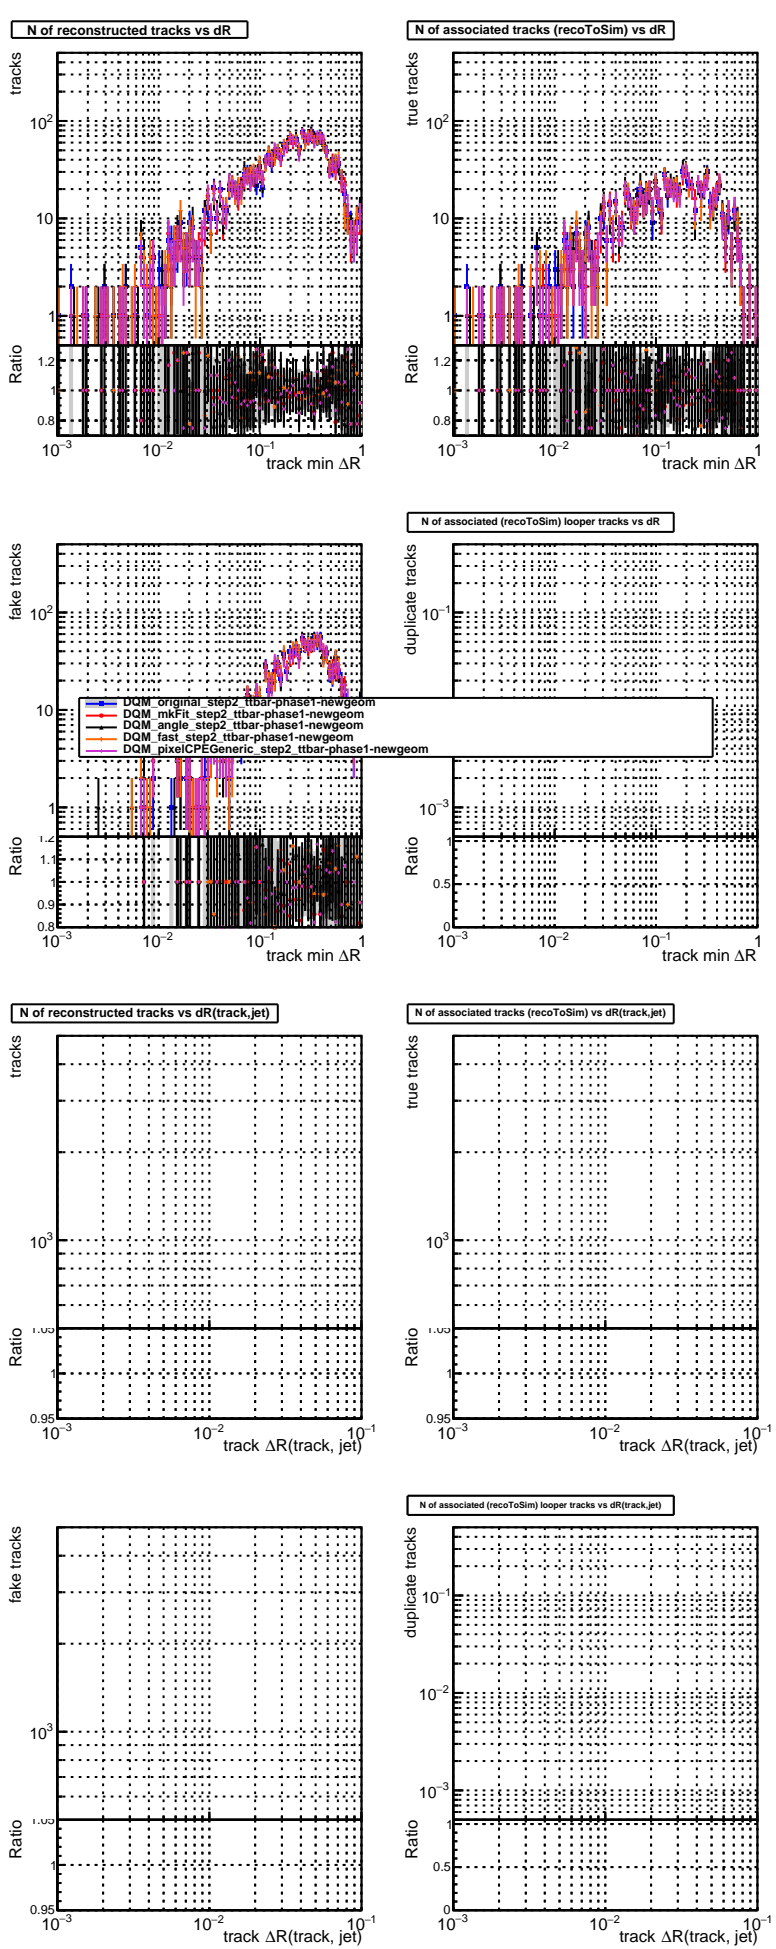 N of reconstructed tracks vs dR
tracks
10²
10
1
Ratio
1.2
1
0.8
10⁻³ 10⁻² 10⁻¹ 1
track min ΔR
N of associated tracks (recoToSim) vs dR
true tracks
10²
10
1
Ratio
1.2
1
0.8
10⁻³ 10⁻² 10⁻¹ 1
track min ΔR
fake tracks
10²
10
1
Ratio
1.2
1.1
1
0.9
0.8
10⁻³ 10⁻² 10⁻¹ 1
track min ΔR
N of associated (recoToSim) looper tracks vs dR
duplicate tracks
10⁻¹
10⁻³
Ratio
1
0.5
0
10⁻³ 10⁻² 10⁻¹ 1
track min ΔR
DQM_original_step2_ttbar-phase1-newgeom
DQM_mkFit_step2_ttbar-phase1-newgeom
DQM_angle_step2_ttbar-phase1-newgeom
DQM_fast_step2_ttbar-phase1-newgeom
DQM_pixelCPEGeneric_step2_ttbar-phase1-newgeom
N of reconstructed tracks vs dR(track,jet)
tracks
10³
Ratio
1.05
1
0.95
10⁻³ 10⁻² 10⁻¹
track ΔR(track, jet)
N of associated tracks (recoToSim) vs dR(track,jet)
true tracks
10³
Ratio
1.05
1
0.95
10⁻³ 10⁻² 10⁻¹
track ΔR(track, jet)
fake tracks
10³
Ratio
1.05
1
0.95
10⁻³ 10⁻² 10⁻¹
track ΔR(track, jet)
N of associated (recoToSim) looper tracks vs dR(track,jet)
duplicate tracks
10⁻¹
10⁻²
10⁻³
Ratio
1
0.5
0
10⁻³ 10⁻² 10⁻¹
track ΔR(track, jet)